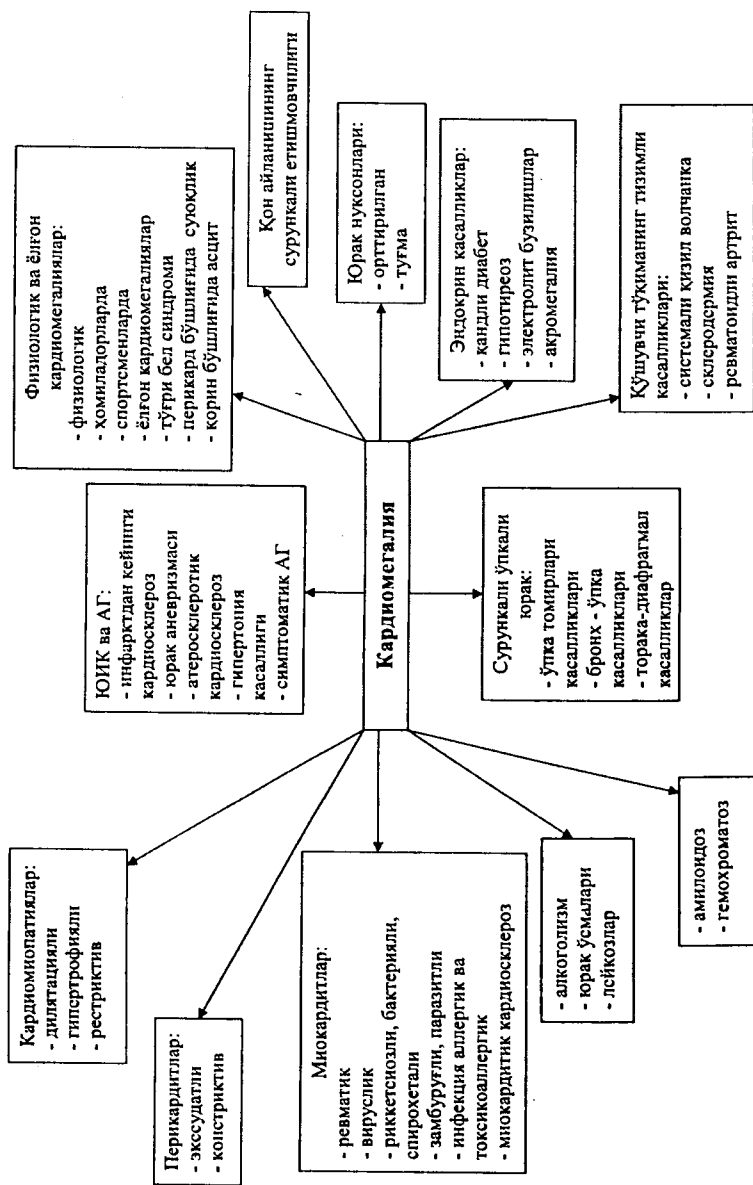 Кардиомиопатиялар:
- дилятацияли
- гипертрофияли
- рестриктив
Перикардитлар:
- экссудатли
- констриктив
Миокардитлар:
- ревматик
- вируслик
- риккетсиозли, бактерияли,
спирохетали
- замбуруғли, паразитли
- инфекция аллергик ва
токсикоаллергик
- миокардитик кардиосклероз
- алкоголизм
- юрак ўсмалари
- лейкозлар
- амилоидоз
- гемохроматоз
ЮИК ва АГ:
- инфарктдан кейинги
кардиосклероз
- юрак аневризмаси
- атеросклеротик
кардиосклероз
- гипертония
касаллиги
- симптоматик АГ
Кардиомегалия
Сурункали ўпкали
юрак:
- ўпка томирлари
касалликлари
- бронх - ўпка
касалликлари
- торака-диафрагмал
касалликлар
Физиологик ва ёлғон
кардиомегалиялар:
- физиологик
- ҳомиладорларда
- спортсменларда
- ёлғон кардиомегалиялар
- тўғри бел синдроми
- перикард бўшлиғида суюқлик
- корин бўшлиғида асцит
Қон айланишининг
сурункали етишмовчилиги
Юрак нуксонлари:
- орттирилган
- туғма
Эндокрин касалликлар:
- кандли диабет
- гипотиреоз
- электролит бузилишлар
- акромегалия
Қўшувчи тўқиманинг тизимли
касалликлари:
- системали қизил волчанка
- склеродермия
- ревматоидли артрит